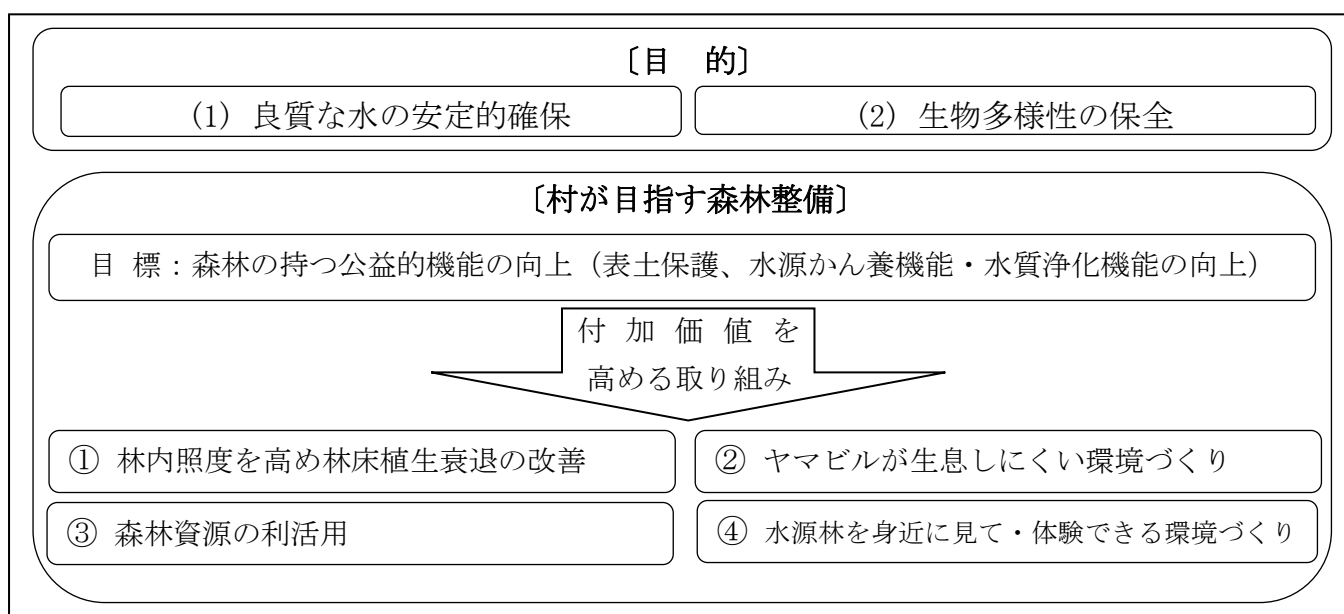 〔目　的〕
(1) 良質な水の安定的確保
(2) 生物多様性の保全
〔村が目指す森林整備〕
目 標：森林の持つ公益的機能の向上（表土保護、水源かん養機能・水質浄化機能の向上）
付 加 価 値 を
高める取り組み
① 林内照度を高め林床植生衰退の改善
② ヤマビルが生息しにくい環境づくり
③ 森林資源の利活用
④ 水源林を身近に見て・体験できる環境づくり